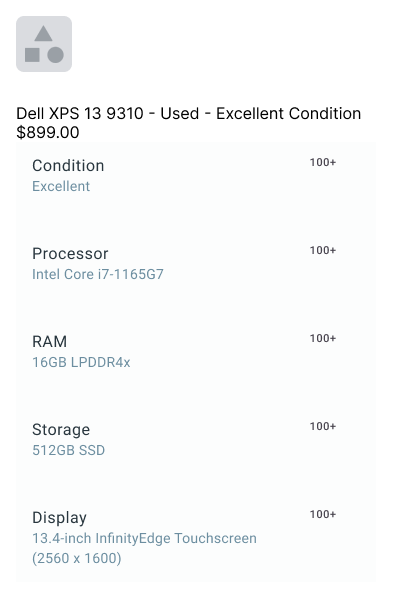 Dell XPS 13 9310 - Used - Excellent Condition
$899.00
Condition
100+
Excellent
Processor
100+
Intel Core i7-1165G7
RAM
100+
16GB LPDDR4x
Storage
100+
512GB SSD
Display
100+
13.4-inch InfinityEdge Touchscreen
(2560 x 1600)